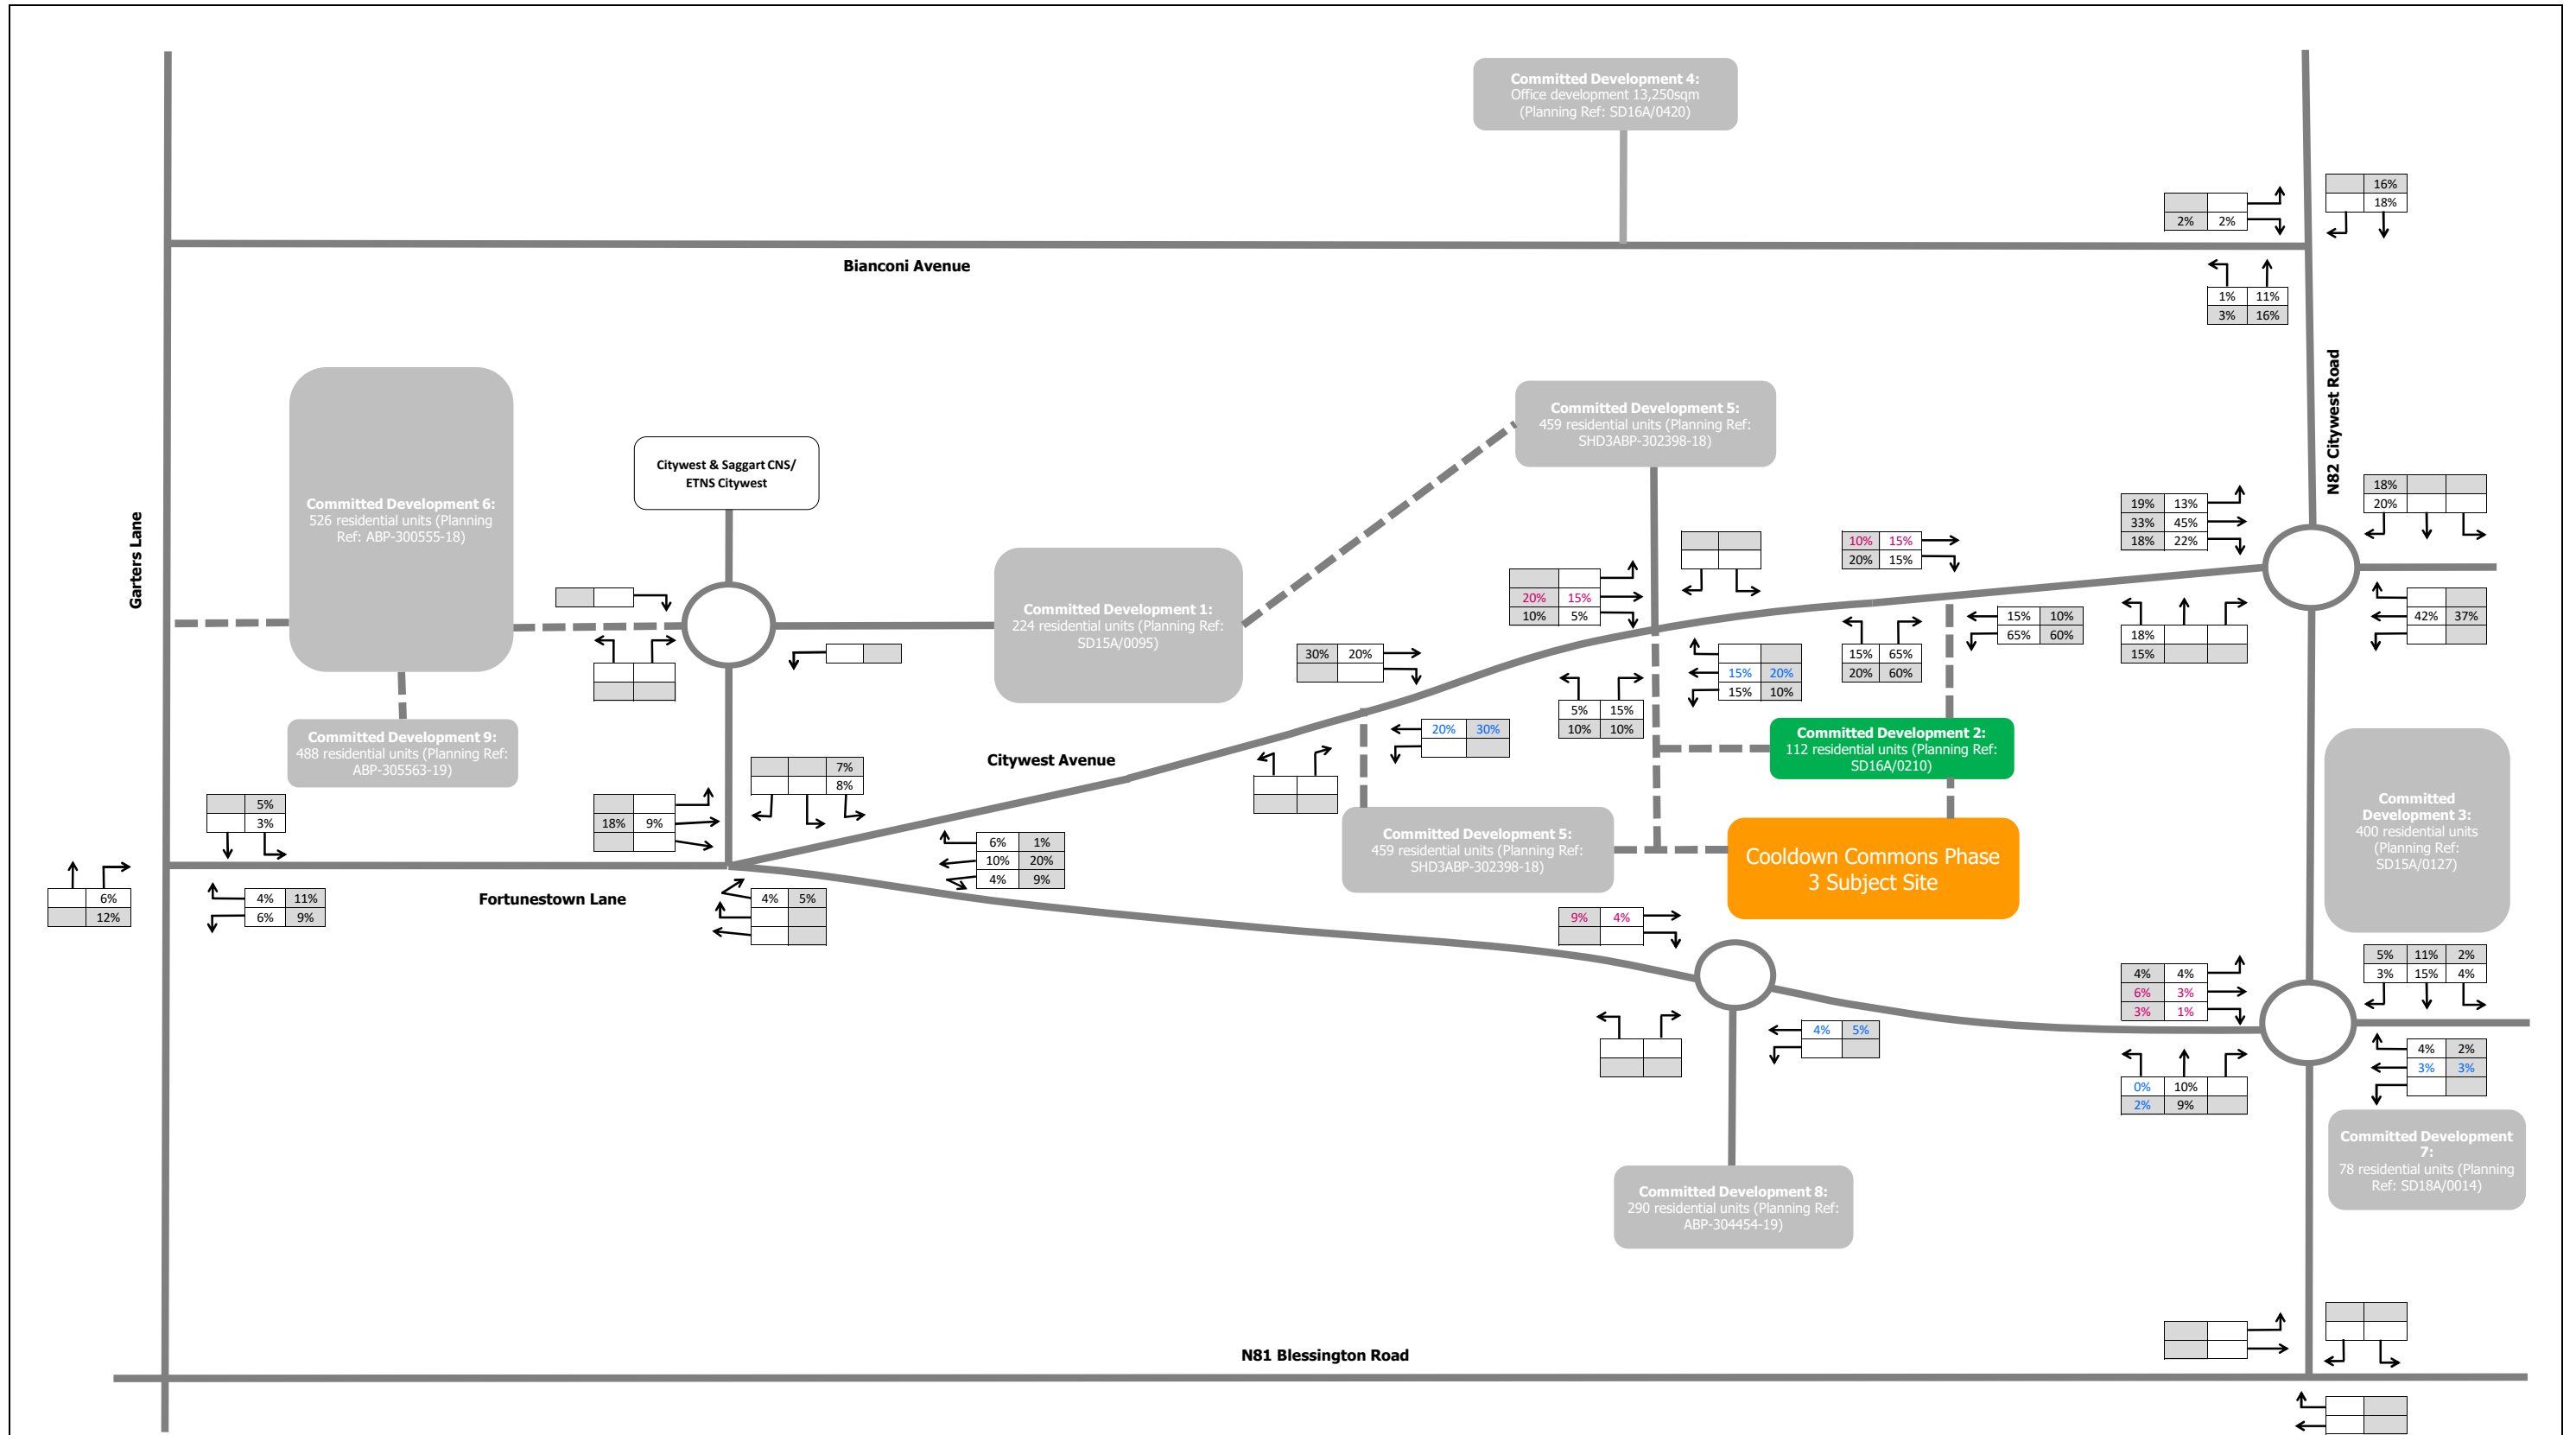 Committed Development 4:
Office development 13,250sqm
(Planning Ref: SD16A/0420)
16%
18%
2% 2%
Bianconi Avenue
1% 11%
3% 16%
N82 Citywest Road
Committed Development 5:
459 residential units (Planning Ref:
SHD3ABP-302398-18)
Citywest & Saggart CNS/
ETNS Citywest
Committed Development 6:
526 residential units (Planning
Ref: ABP-300555-18)
Garters Lane
18%
20%
19% 13%
33% 45%
18% 22%
10% 15%
20% 15%
20% 15%
10% 5%
Committed Development 1:
224 residential units (Planning Ref:
SD15A/0095)
42% 37%
15% 10%
65% 60%
18%
15%
15% 65%
20% 60%
30% 20%
15% 20%
15% 10%
5% 15%
10% 10%
20% 30%
Committed Development 9:
488 residential units (Planning Ref:
ABP-305563-19)
Committed Development 2:
112 residential units (Planning Ref:
SD16A/0210)
Citywest Avenue
7%
8%
5%
3%
18% 9%
6% 1%
10% 20%
4% 9%
Committed Development 5:
459 residential units (Planning Ref:
SHD3ABP-302398-18)
Cooldown Commons Phase
3 Subject Site
Committed
Development 3:
400 residential units
(Planning Ref:
SD15A/0127)
6%
12%
4% 11%
6% 9%
Fortunestown Lane
4% 5%
9% 4%
5% 11% 2%
3% 15% 4%
4% 4%
6% 3%
3% 1%
4% 5%
4% 2%
3% 3%
0% 10%
2% 9%
Committed Development
7:
78 residential units (Planning
Ref: SD18A/0014)
Committed Development 8:
290 residential units (Planning Ref:
ABP-304454-19)
N81 Blessington Road